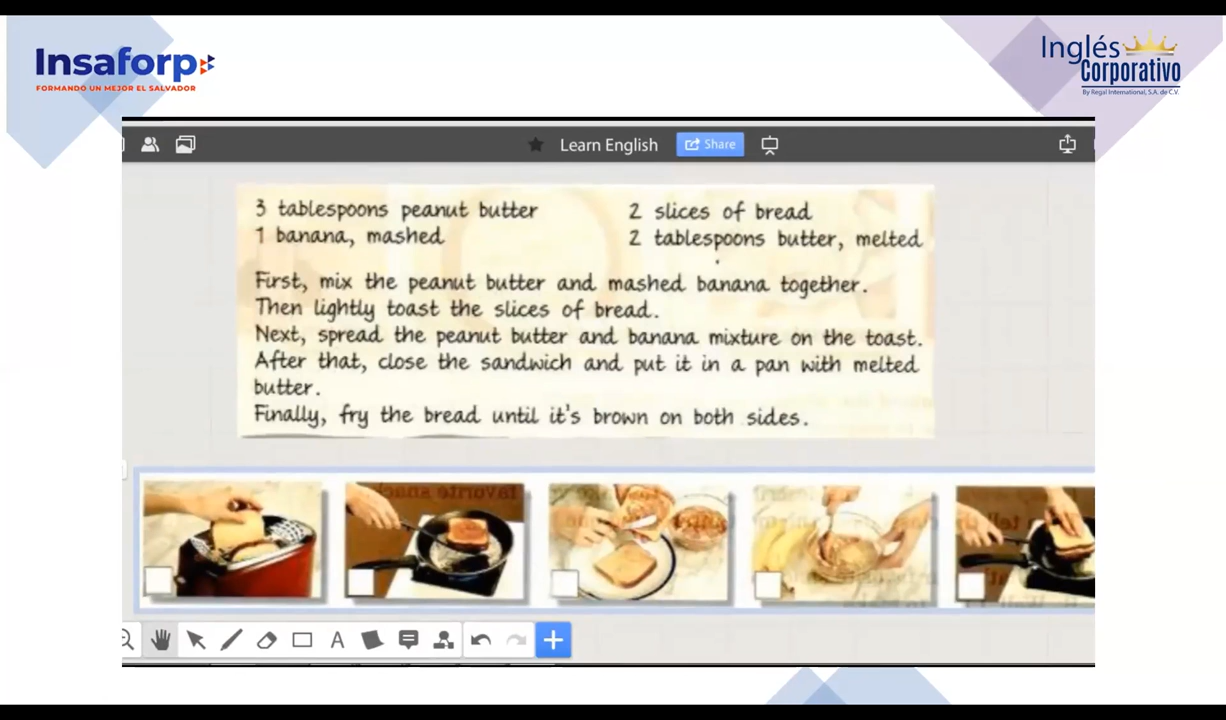 Insaforp
FORMANDO UN MEJOR EL SALVADOR
Inglés
Corporativo
By Regal International, S.A. de C.V.
Learn English
Share
3 tablespoons peanut butter
2 slices of bread
1 banana, mashed
2 tablespoons butter, melted
First, mix the peanut butter and mashed banana together.
Then lightly toast the slices of bread.
Next, spread the peanut butter and banana mixture on the toast.
After that, close the sandwich and put it in a pan with melted
butter.
Finally, fry the bread until it's brown on both sides.
A